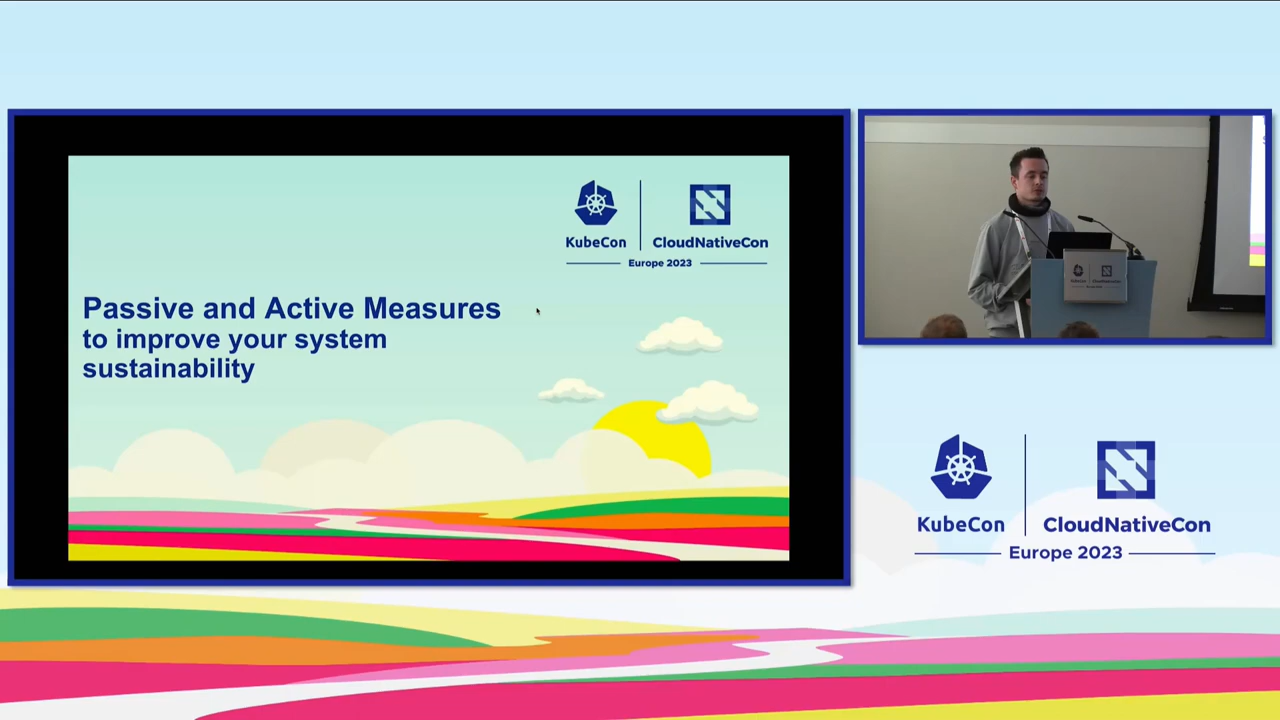 KubeCon
CloudNativeCon
Europe 2023
Passive and Active Measures
to improve your system
sustainability
KubeCon
CloudNativeCon
Europe 2023